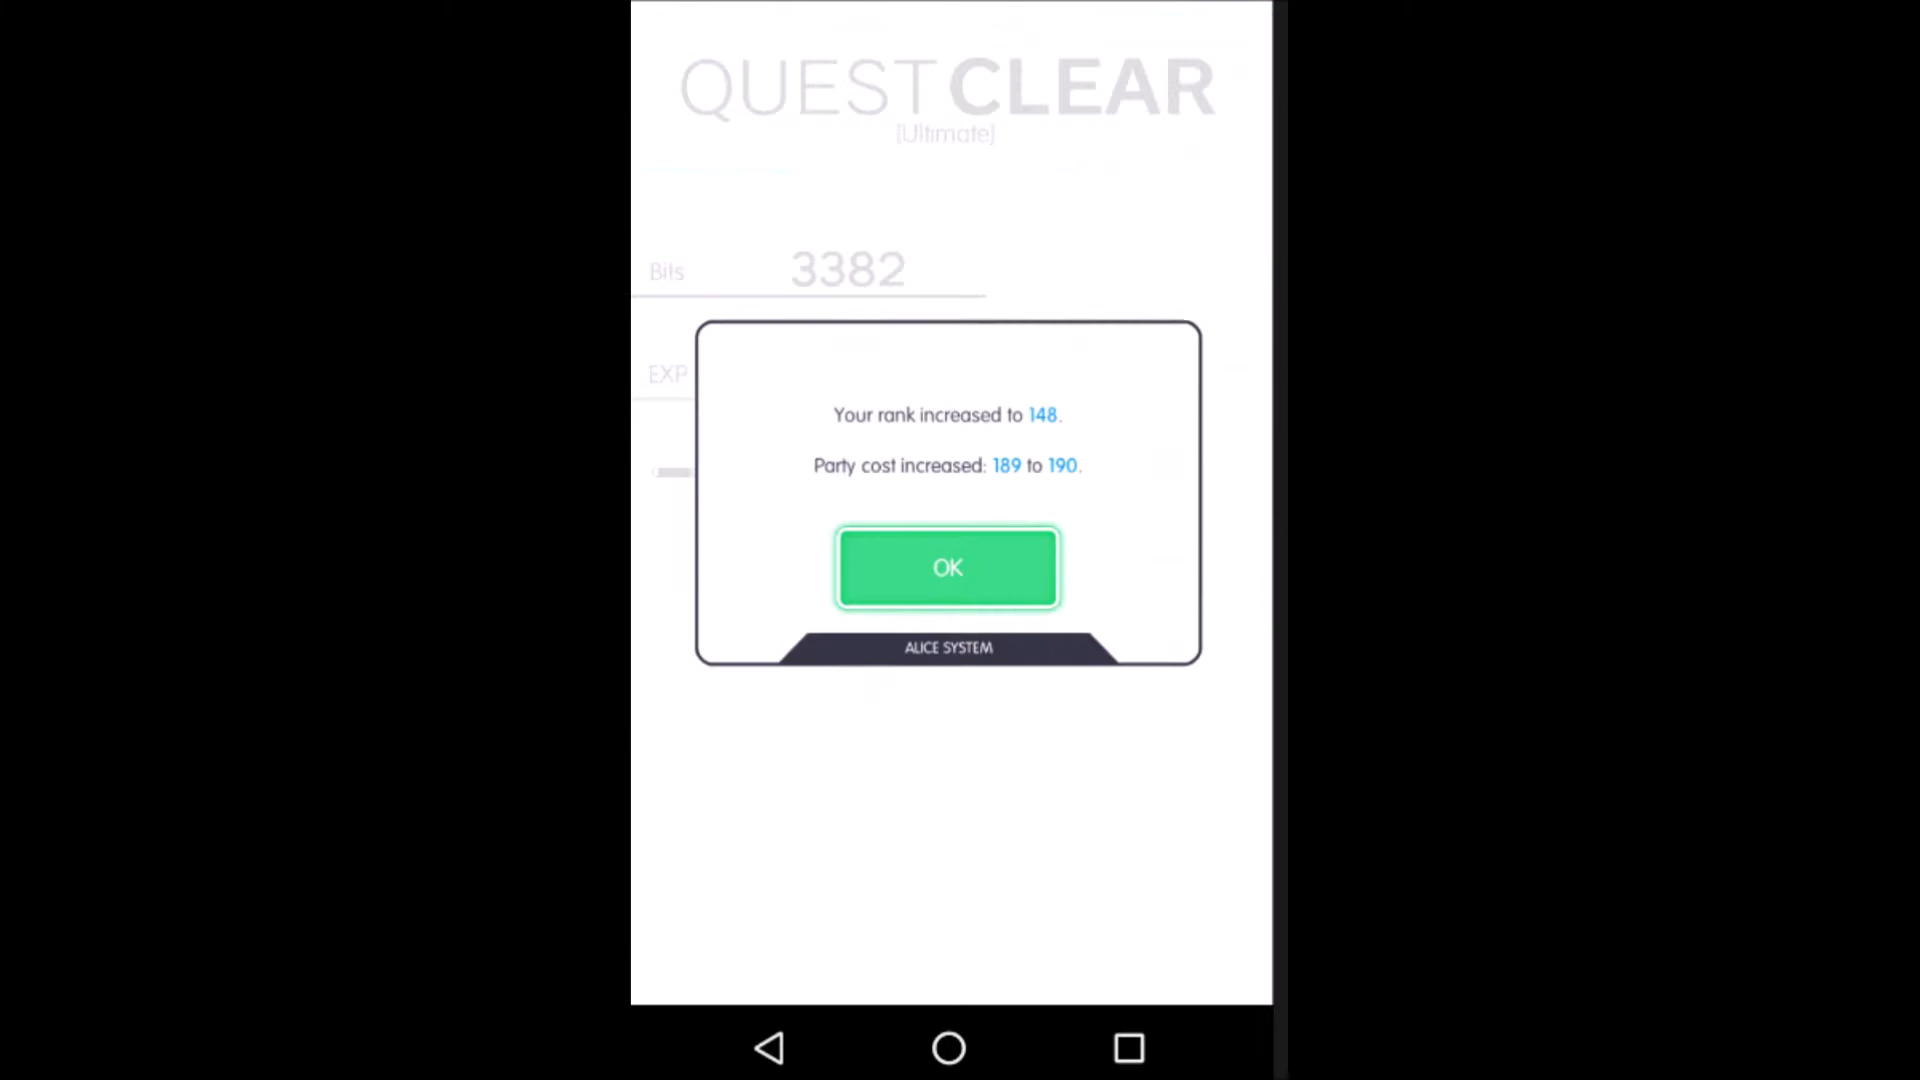 QUEST CLEAR
[Ultimate]
Bits 3382
EXP
Your rank increased to 148.
Party cost increased: 189 to 190.
OK
ALICE SYSTEM